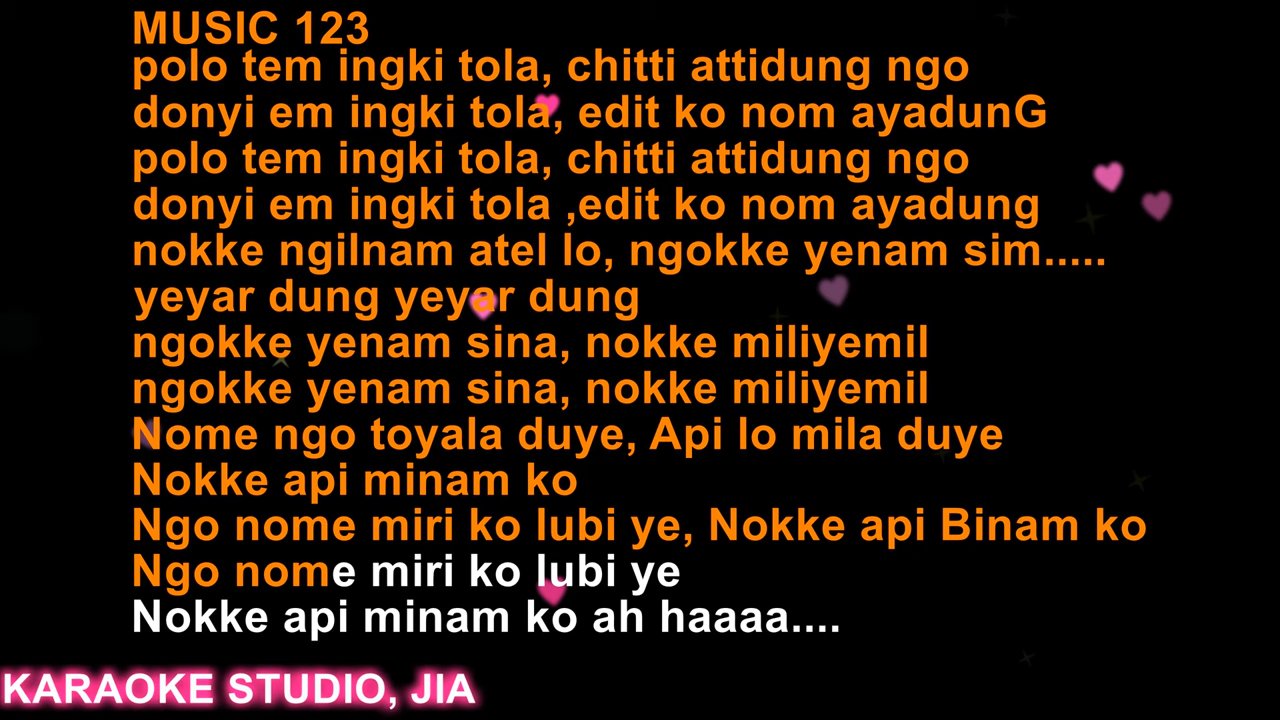 MUSIC 123
polo tem ingki tola, chitti attidung ngo
donyi em ingki tola, edit ko nom ayadunG
polo tem ingki tola, chitti attidung ngo
donyi em ingki tola ,edit ko nom ayadung
nokke ngilnam atel lo, ngokke yenam sim.....
yeyar dung yeyar dung
ngokke yenam sina, nokke miliyemil
ngokke yenam sina, nokke miliyemil
Nome ngo toyala duye, Api lo mila duye
Nokke api minam ko
Ngo nome miri ko lubi ye, Nokke api Binam ko
Ngo nome miri ko lubi ye
Nokke api minam ko ah haaaa....
KARAOKE STUDIO, JIA